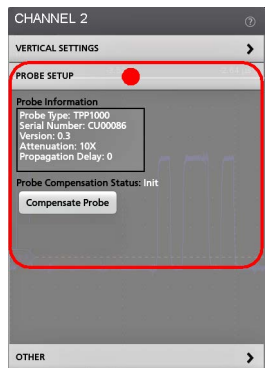 CHANNEL 2
?
VERTICAL SETTINGS
PROBE SETUP
Probe Information
Probe Type: TPP1000
Serial Number: CU00086
Version: 0.3
Attenuation: 10X
Propagation Delay: 0
Probe Compensation Status: Init
Compensate Probe
OTHER